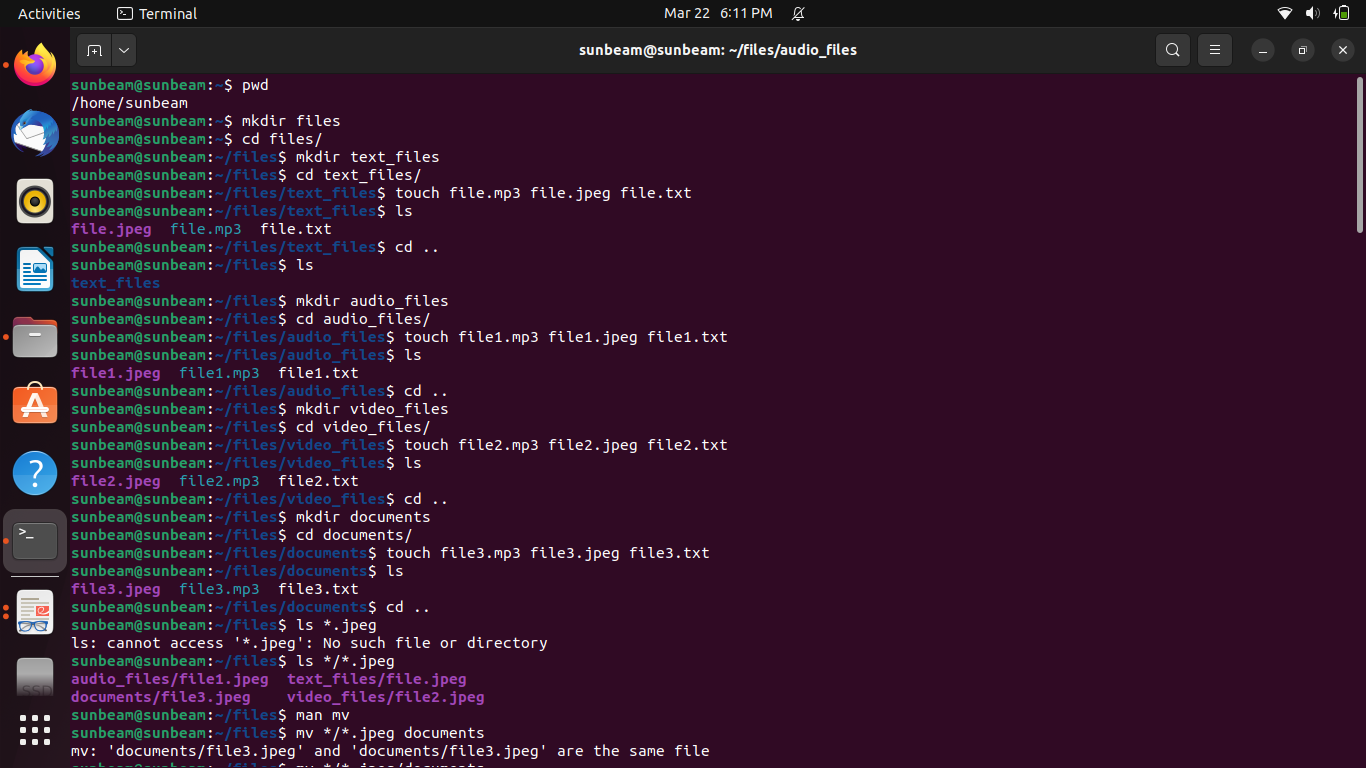 Activities Terminal Mar 22 6:11 PM
sunbeam@sunbeam: ~/files/audio_files
sunbeam@sunbeam:~$ pwd
/home/sunbeam
sunbeam@sunbeam:~$ mkdir files
sunbeam@sunbeam:~$ cd files/
sunbeam@sunbeam:~/files$ mkdir text_files
sunbeam@sunbeam:~/files$ cd text_files/
sunbeam@sunbeam:~/files/text_files$ touch file.mp3 file.jpeg file.txt
sunbeam@sunbeam:~/files/text_files$ ls
file.jpeg  file.mp3  file.txt
sunbeam@sunbeam:~/files/text_files$ cd ..
sunbeam@sunbeam:~/files$ ls
text_files
sunbeam@sunbeam:~/files$ mkdir audio_files
sunbeam@sunbeam:~/files$ cd audio_files/
sunbeam@sunbeam:~/files/audio_files$ touch file1.mp3 file1.jpeg file1.txt
sunbeam@sunbeam:~/files/audio_files$ ls
file1.jpeg  file1.mp3  file1.txt
sunbeam@sunbeam:~/files/audio_files$ cd ..
sunbeam@sunbeam:~/files$ mkdir video_files
sunbeam@sunbeam:~/files$ cd video_files/
sunbeam@sunbeam:~/files/video_files$ touch file2.mp3 file2.jpeg file2.txt
sunbeam@sunbeam:~/files/video_files$ ls
file2.jpeg  file2.mp3  file2.txt
sunbeam@sunbeam:~/files/video_files$ cd ..
sunbeam@sunbeam:~/files$ mkdir documents
sunbeam@sunbeam:~/files$ cd documents/
sunbeam@sunbeam:~/files/documents$ touch file3.mp3 file3.jpeg file3.txt
sunbeam@sunbeam:~/files/documents$ ls
file3.jpeg  file3.mp3  file3.txt
sunbeam@sunbeam:~/files/documents$ cd ..
sunbeam@sunbeam:~/files$ ls *.jpeg
ls: cannot access '*.jpeg': No such file or directory
sunbeam@sunbeam:~/files$ ls */*.jpeg
audio_files/file1.jpeg  text_files/file.jpeg
documents/file3.jpeg    video_files/file2.jpeg
sunbeam@sunbeam:~/files$ man mv
sunbeam@sunbeam:~/files$ mv */*.jpeg documents
mv: 'documents/file3.jpeg' and 'documents/file3.jpeg' are the same file
SSD